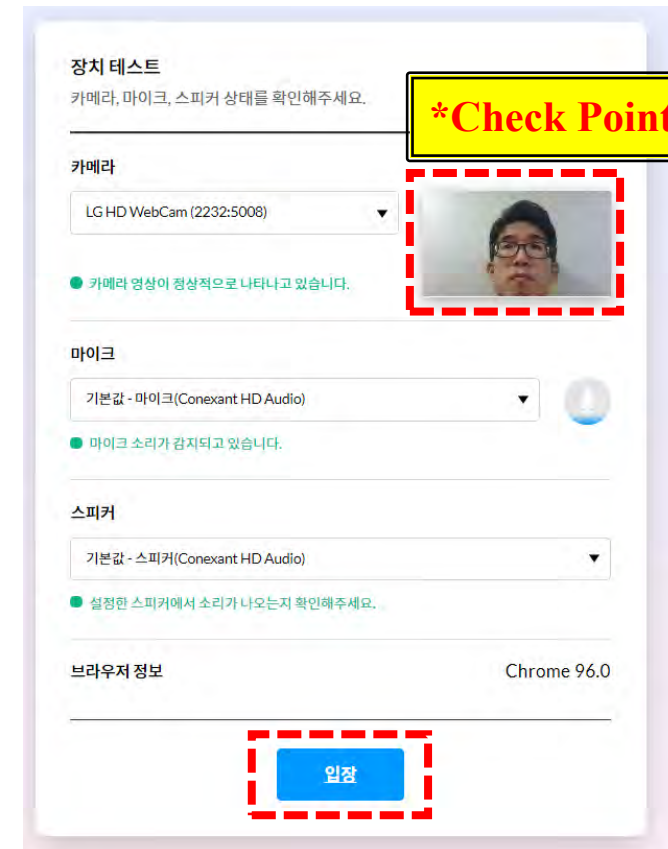 장치 테스트
카메라, 마이크, 스피커 상태를 확인해주세요.
*Check Point
카메라
LG HD WebCam (2232:5008)
카메라 영상이 정상적으로 나타나고 있습니다.
마이크
기본값 - 마이크(Conexant HD Audio)
마이크 소리가 감지되고 있습니다.
스피커
기본값 - 스피커(Conexant HD Audio)
설정한 스피커에서 소리가 나오는지 확인해주세요.
브라우저 정보 Chrome 96.0
입장